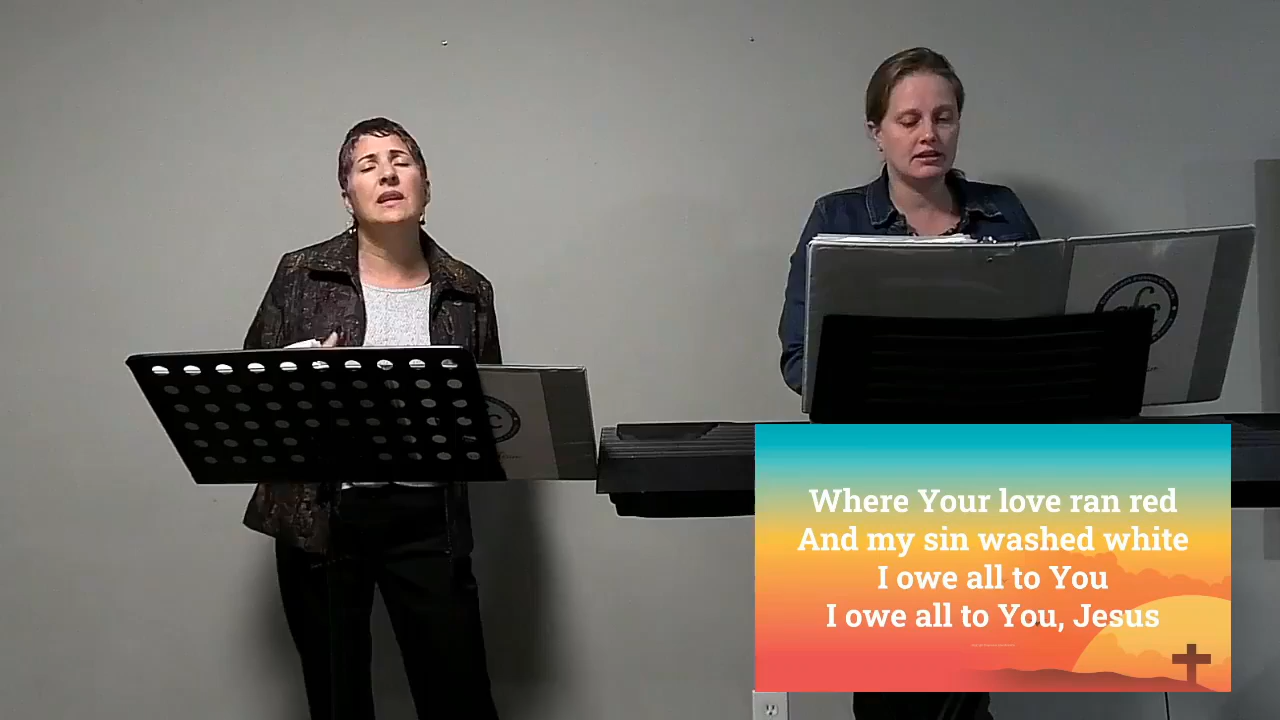 Where Your love ran red
And my sin washed white
I owe all to You
I owe all to You, Jesus